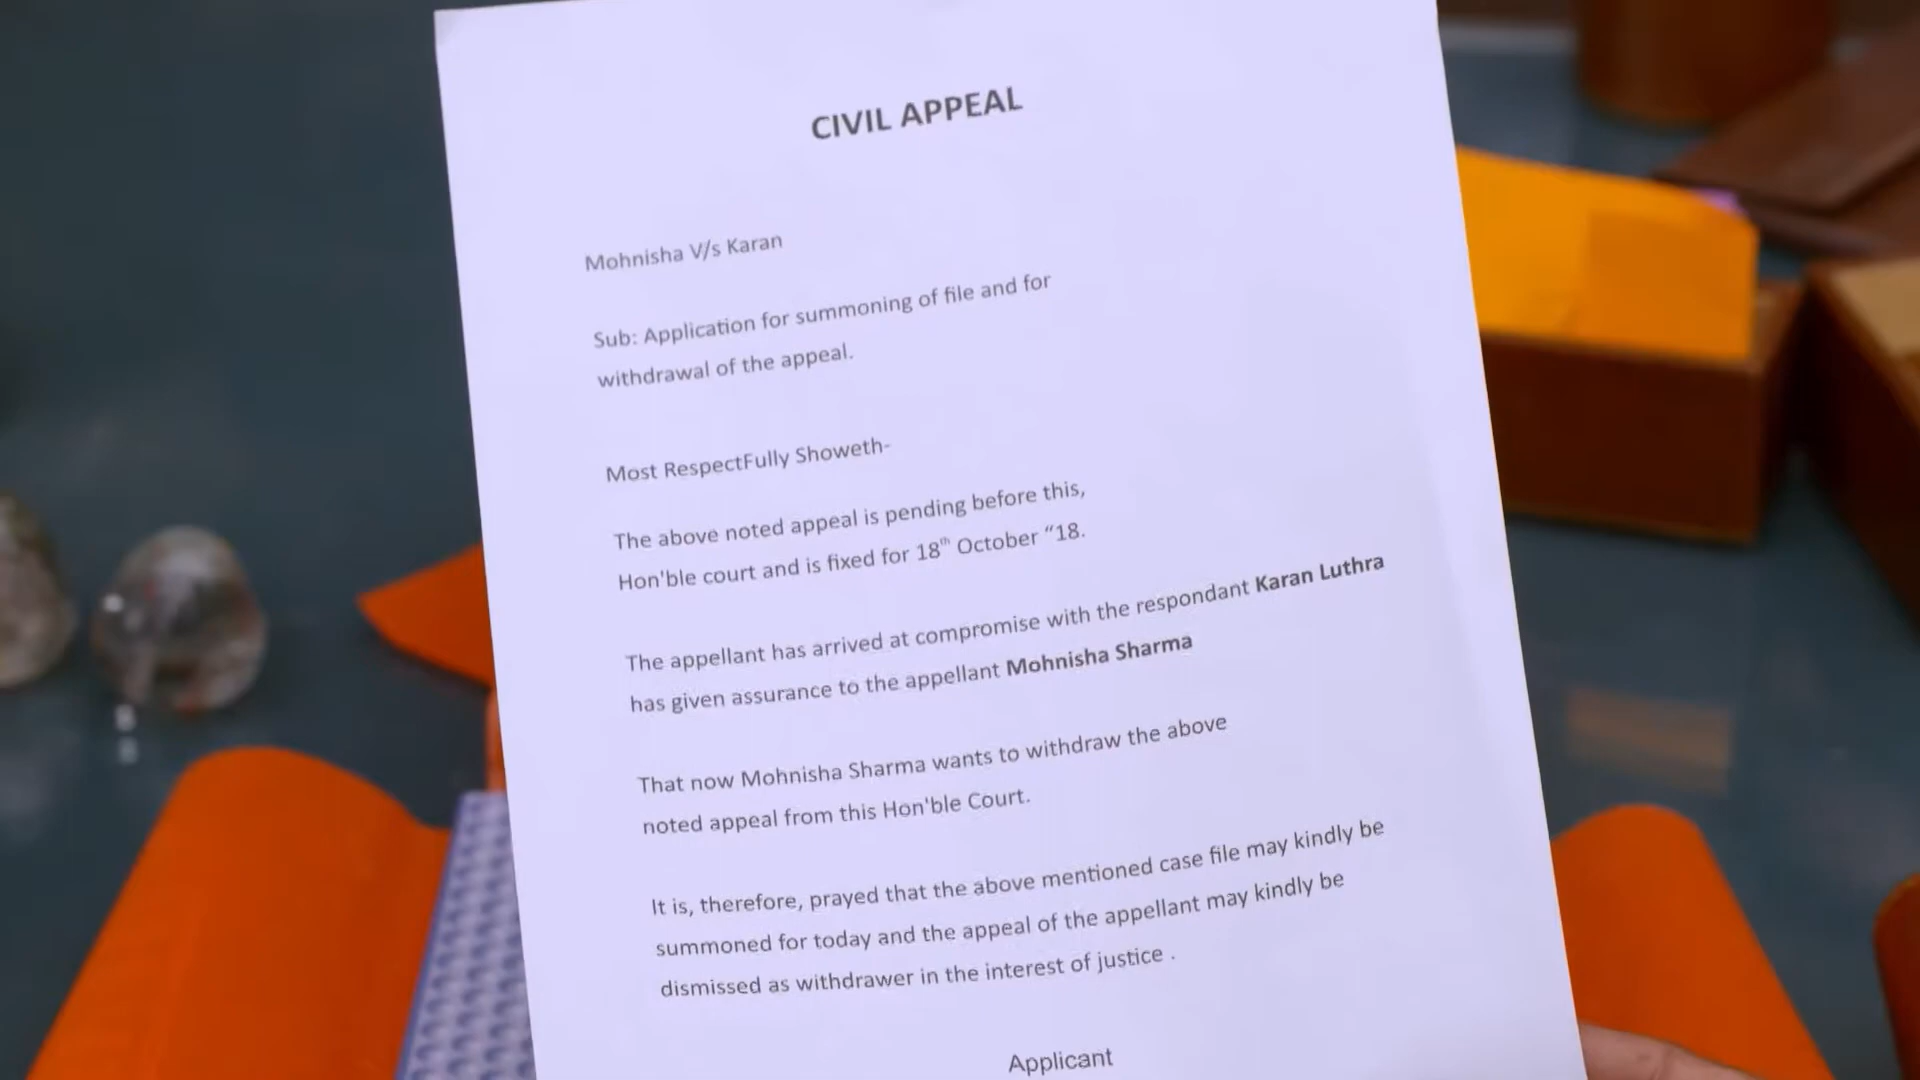 CIVIL APPEAL
Mohnisha V/s Karan
Sub: Application for summoning of file and for
withdrawal of the appeal.
Most RespectFully Showeth-
The above noted appeal is pending before this,
Hon'ble court and is fixed for 18th October “18.
The appellant has arrived at compromise with the respondant Karan Luthra
has given assurance to the appellant Mohnisha Sharma
That now Mohnisha Sharma wants to withdraw the above
noted appeal from this Hon'ble Court.
It is, therefore, prayed that the above mentioned case file may kindly be
summoned for today and the appeal of the appellant may kindly be
dismissed as withdrawer in the interest of justice .
Applicant